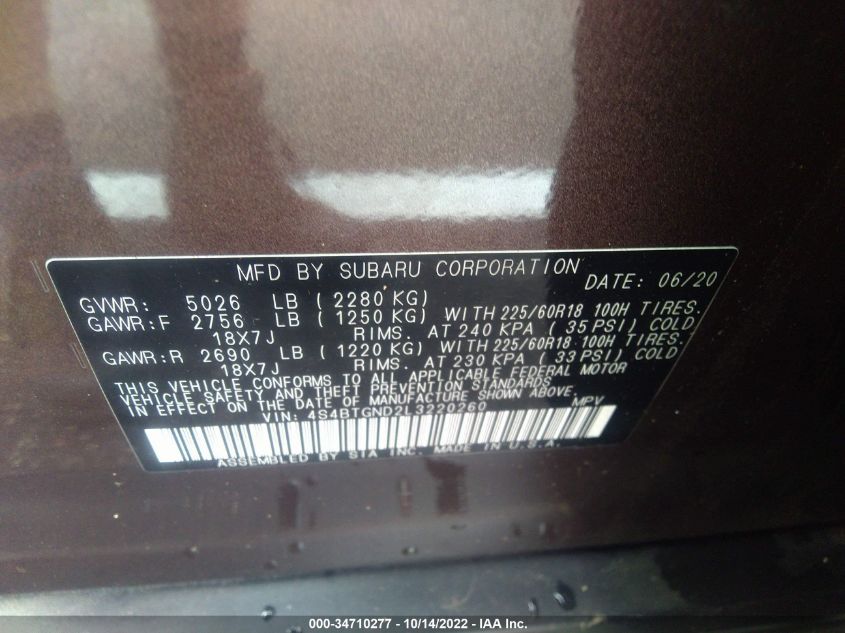 MFD BY SUBARU CORPORATION DATE: 06/20
GVWR: 5026 LB ( 2280 KG)
GAWR:F 2756 LB ( 1250 KG) WITH 225/60R18 100H TIRES.
18X7J RIMS. AT 240 KPA ( 35 PSI) COLD
GAWR:R 2690 LB ( 1220 KG) WITH 225/60R18 100H TIRES.
18X7J RIMS. AT 230 KPA ( 33 PSI) COLD
THIS VEHICLE CONFORMS TO ALL APPLICABLE FEDERAL MOTOR
VEHICLE SAFETY AND THEFT PREVENTION STANDARDS
IN EFFECT ON THE DATE OF MANUFACTURE SHOWN ABOVE.
VIN: 4S4BTGND2L3220260 MPV
ASSEMBLED BY SIA INC. MADE IN U.S.A.
000-34710277 - 10/14/2022 - IAA Inc.